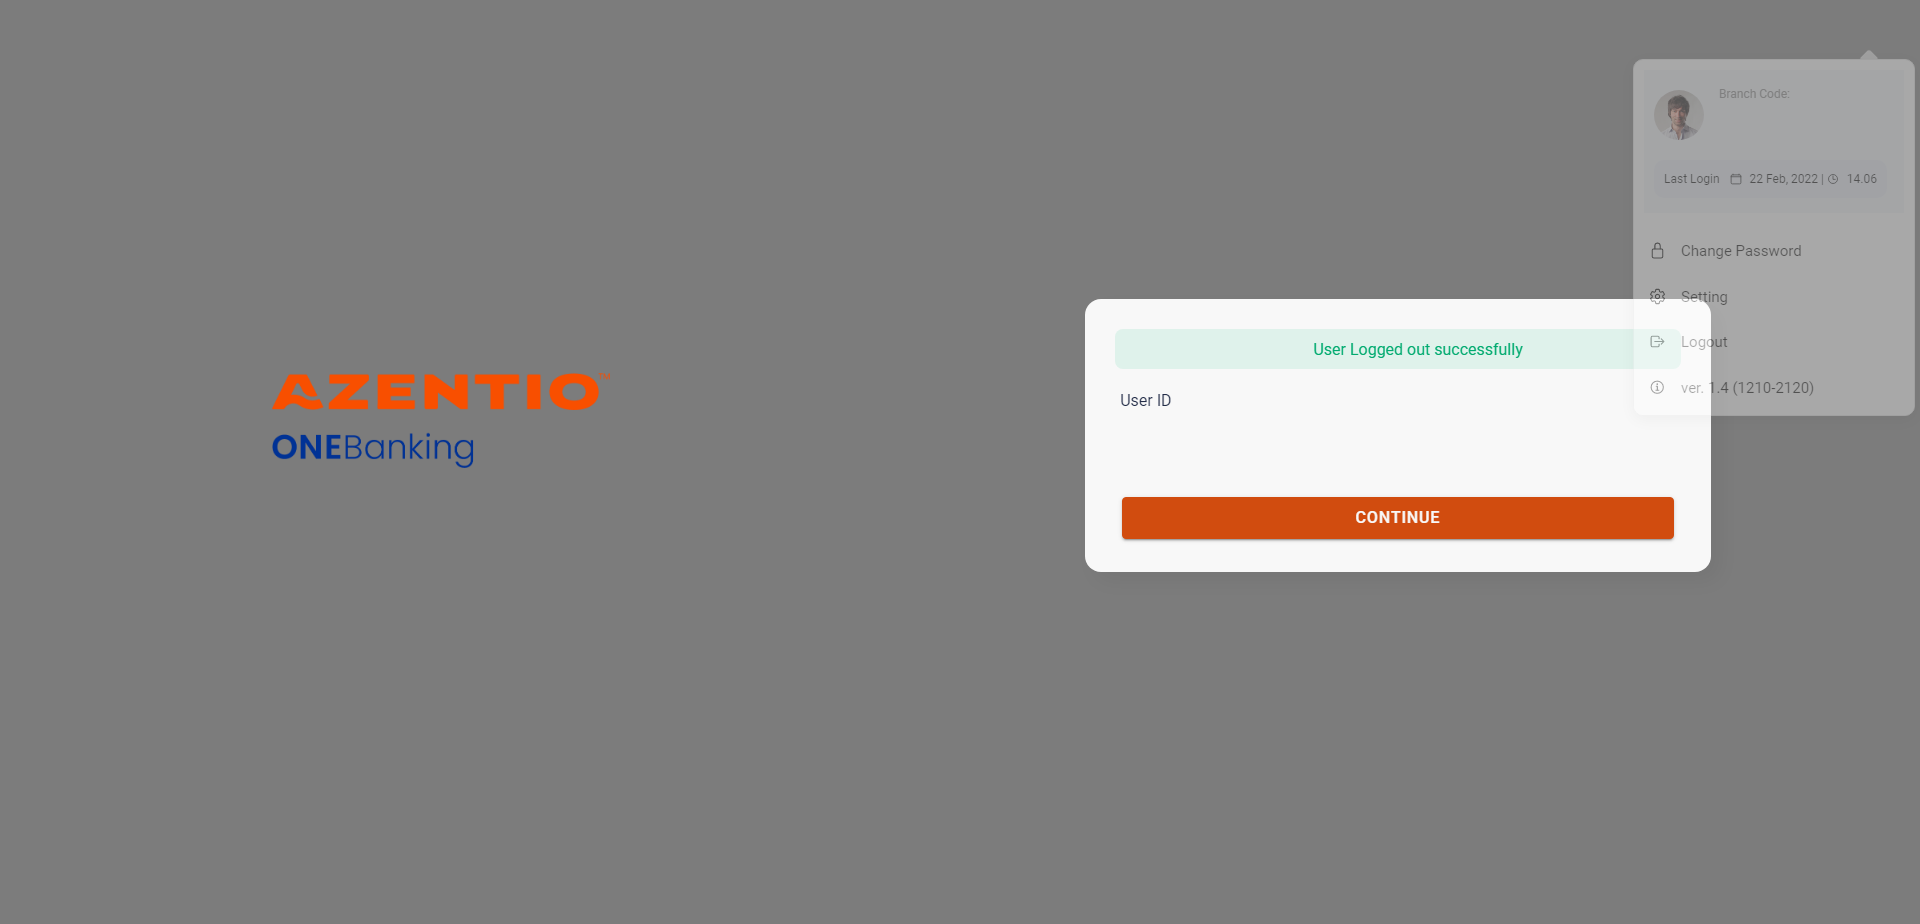 Branch Code:
Last Login 22 Feb, 2022 | 14.06
Change Password
Setting
Logout
ver. 1.4 (1210-2120)
AZENTIO
ONEBanking
User Logged out successfully
User ID
CONTINUE